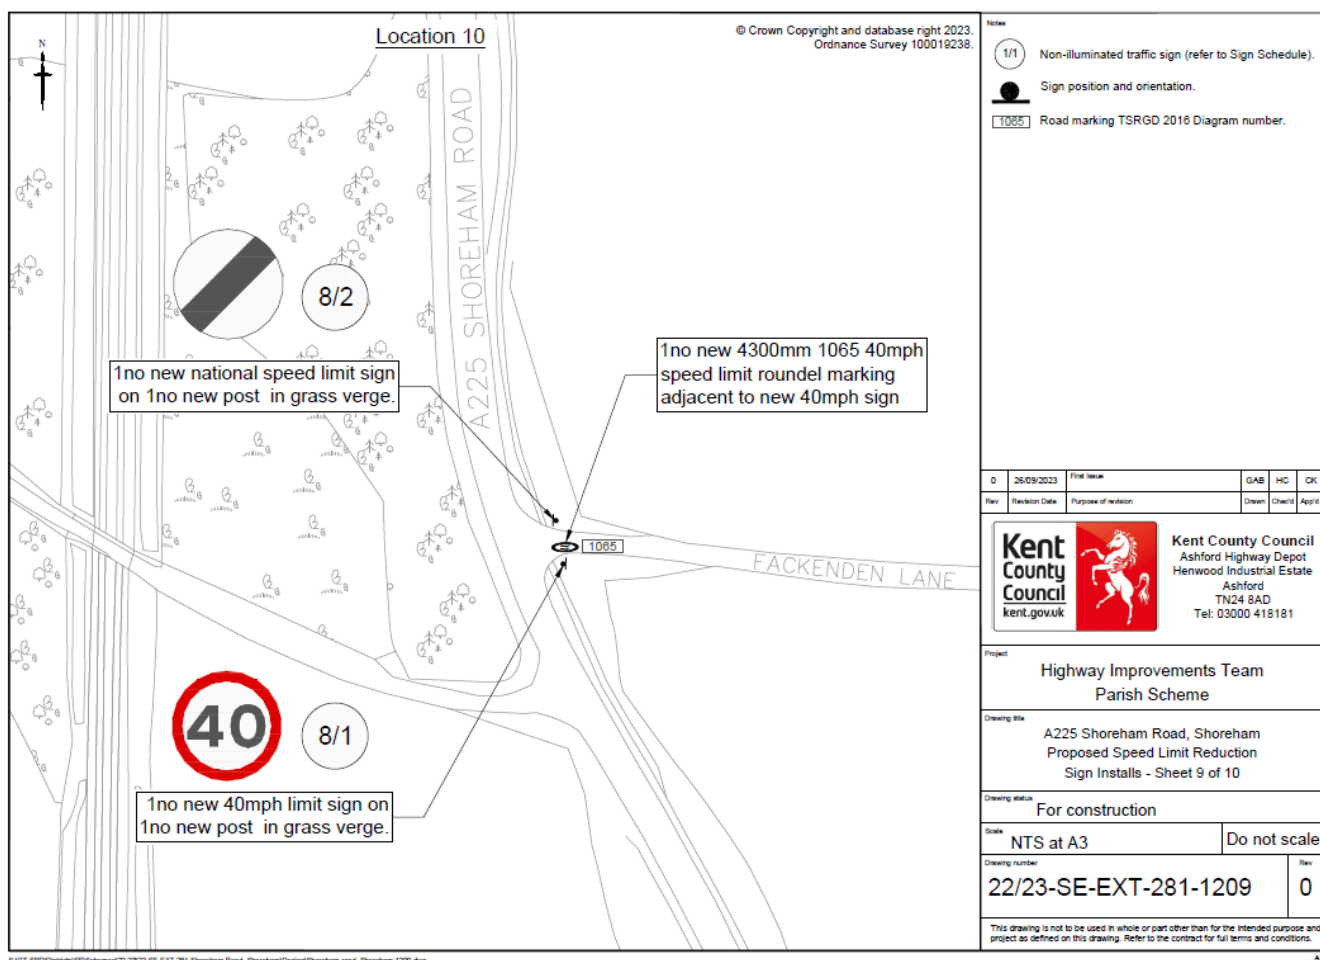 Location 10
© Crown Copyright and database right 2023.
Ordnance Survey 100019238.
N
A225 SHOREHAM ROAD
8/2
1no new national speed limit sign
on 1no new post in grass verge.
1no new 4300mm 1065 40mph
speed limit roundel marking
adjacent to new 40mph sign
1065
FACKENDEN LANE
40
8/1
1no new 40mph limit sign on
1no new post in grass verge.
Notes
1/1
Non-illuminated traffic sign (refer to Sign Schedule).
Sign position and orientation.
1065
Road marking TSRGD 2016 Diagram number.
0 26/09/2023 First Issue GAB HC CK
Rev Revision Date Purpose of revision Drawn Chec'd App'd
Kent
County
Council
kent.gov.uk
Kent County Council
Ashford Highway Depot
Henwood Industrial Estate
Ashford
TN24 8AD
Tel: 03000 418181
Project
Highway Improvements Team
Parish Scheme
Drawing title
A225 Shoreham Road, Shoreham
Proposed Speed Limit Reduction
Sign Installs - Sheet 9 of 10
Drawing status
For construction
Scale
NTS at A3
Do not scale
Drawing number
22/23-SE-EXT-281-1209
Rev
0
This drawing is not to be used in whole or part other than for the intended purpose and
project as defined on this drawing. Refer to the contract for full terms and conditions.